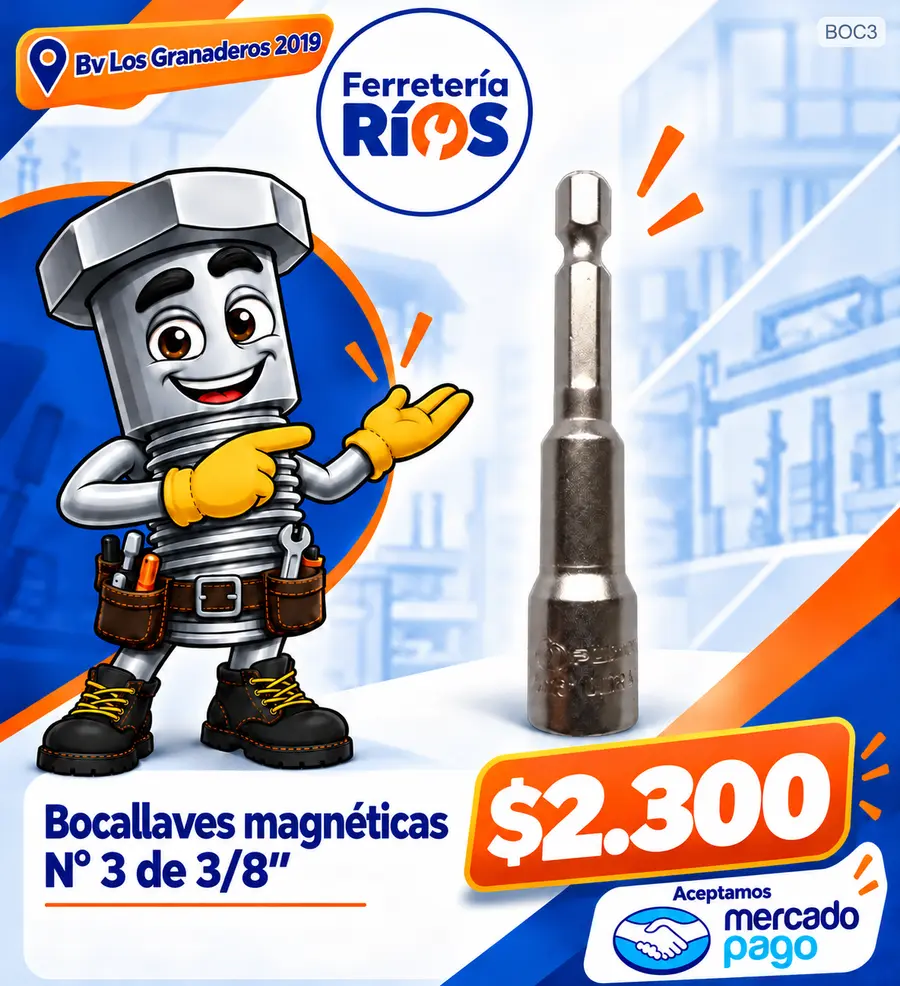 Bv Los Granaderos 2019
Ferretería
Ríos
BOC3
Bocallaves magnéticas
N° 3 de 3/8"
$2.300
Aceptamos
mercado
pago